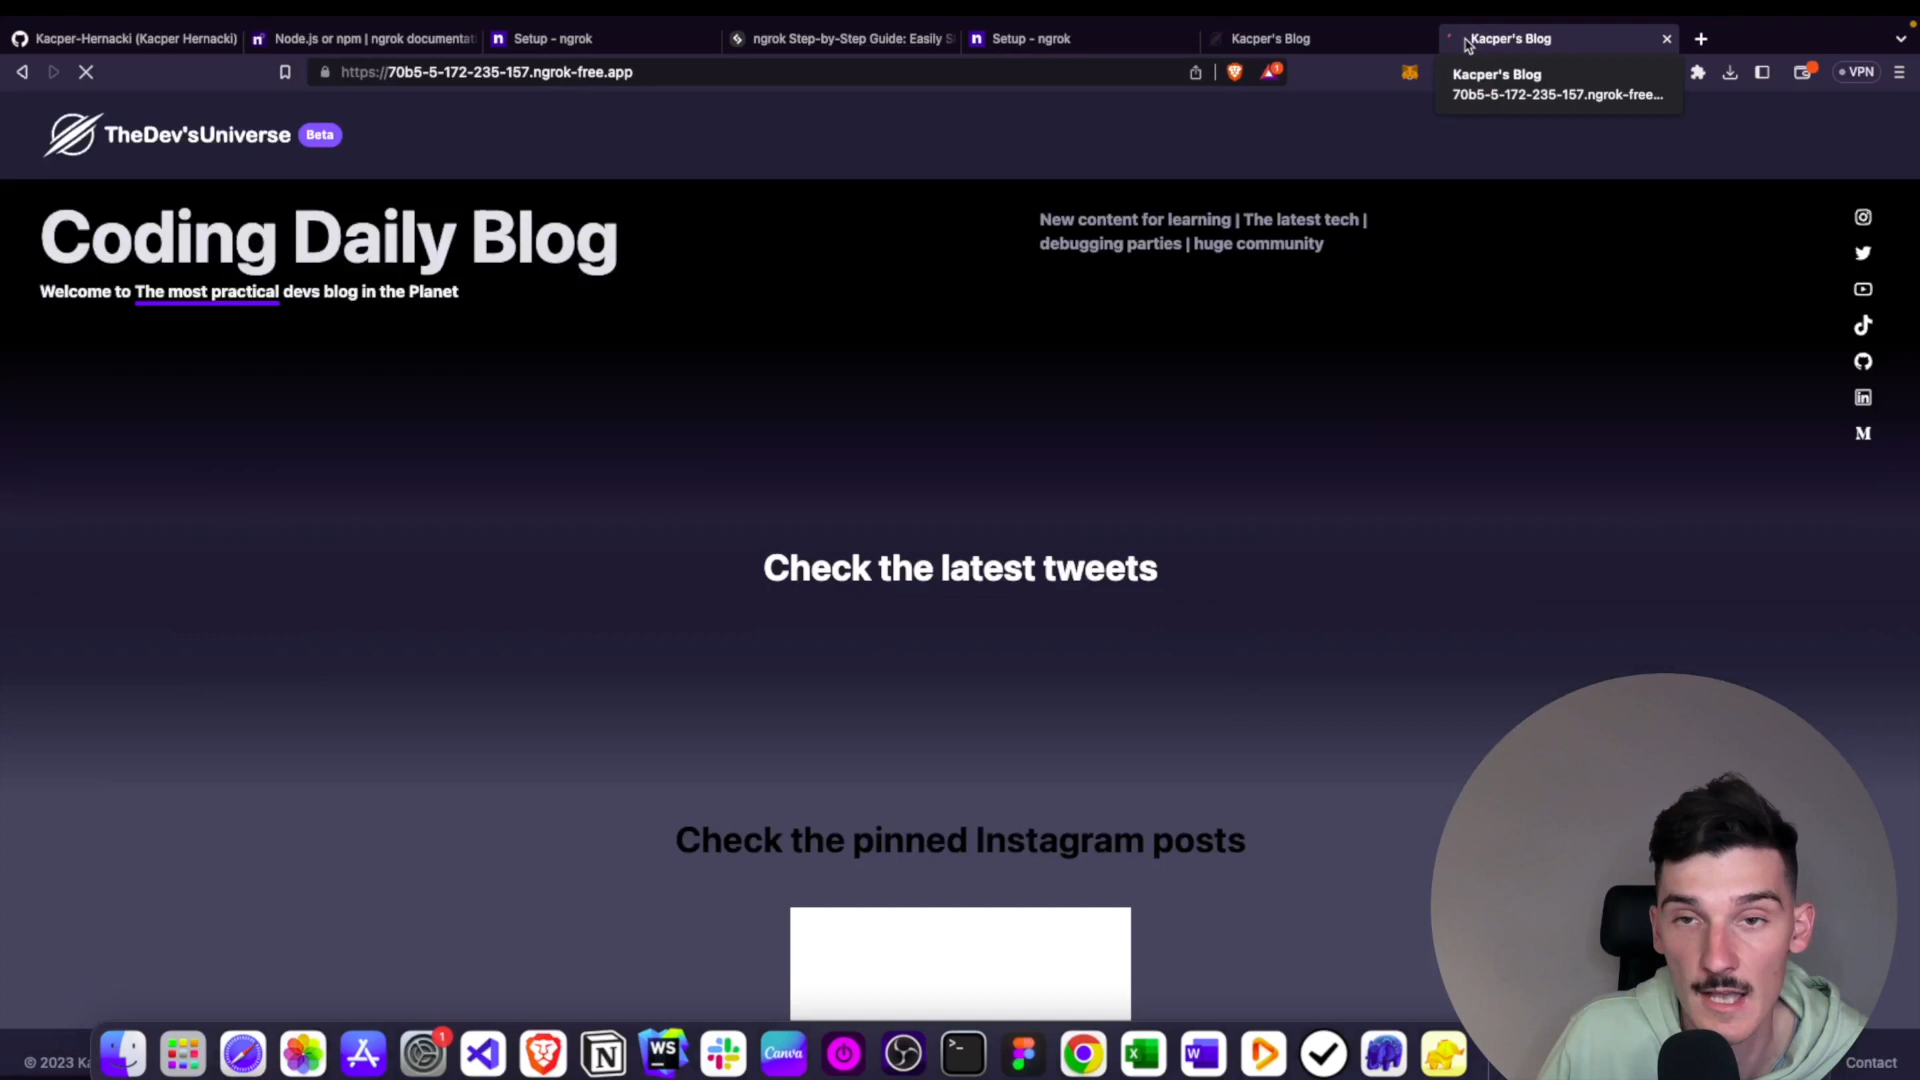 Kacper-Hernacki (Kacper Hernacki)
Node.js or npm | ngrok documentat
Setup - ngrok
ngrok Step-by-Step Guide: Easily S
Setup - ngrok
Kacper's Blog
Kacper's Blog
https://70b5-5-172-235-157.ngrok-free.app
1
VPN
Kacper's Blog
70b5-5-172-235-157.ngrok-free...
TheDev'sUniverse
Beta
Coding Daily Blog
Welcome to The most practical devs blog in the Planet
New content for learning | The latest tech |
debugging parties | huge community
Check the latest tweets
Check the pinned Instagram posts
1
WS
Canva
© 2023 Ka
Contact